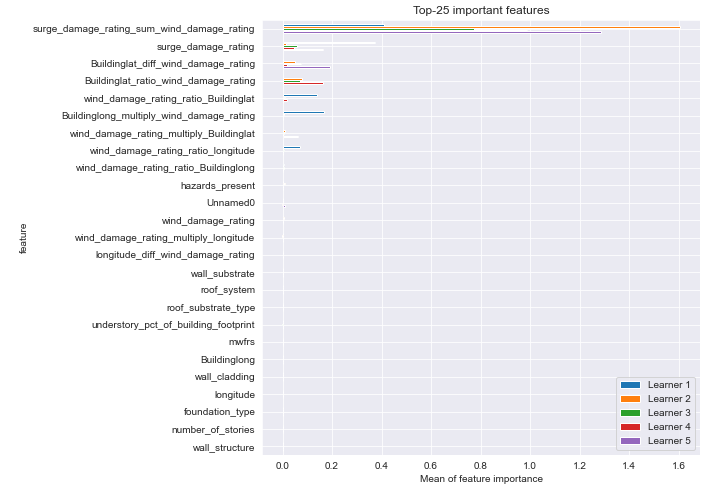 Top-25 important features
surge_damage_rating_sum_wind_damage_rating
surge_damage_rating
Buildinglat_diff_wind_damage_rating
Buildinglat_ratio_wind_damage_rating
wind_damage_rating_ratio_Buildinglat
Buildinglong_multiply_wind_damage_rating
wind_damage_rating_multiply_Buildinglat
wind_damage_rating_ratio_longitude
wind_damage_rating_ratio_Buildinglong
hazards_present
Unnamed0
wind_damage_rating
wind_damage_rating_multiply_longitude
longitude_diff_wind_damage_rating
wall_substrate
roof_system
roof_substrate_type
understory_pct_of_building_footprint
mwfrs
Buildinglong
wall_cladding
longitude
foundation_type
number_of_stories
wall_structure
feature
Learner 1
Learner 2
Learner 3
Learner 4
Learner 5
0.0 0.2 0.4 0.6 0.8 1.0 1.2 1.4 1.6
Mean of feature importance